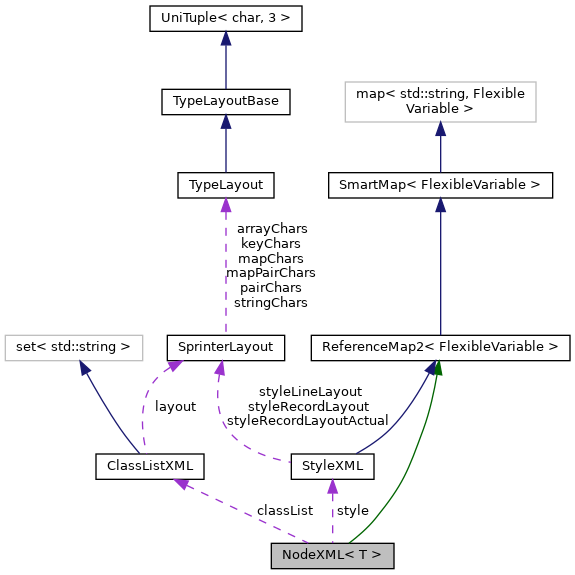 UniTuple< char, 3 >
map< std::string, Flexible
Variable >
TypeLayoutBase
TypeLayout
SmartMap< FlexibleVariable >
arrayChars
keyChars
mapChars
mapPairChars
pairChars
stringChars
set< std::string >
SprinterLayout
ReferenceMap2< FlexibleVariable >
layout
styleLineLayout
styleRecordLayout
styleRecordLayoutActual
ClassListXML
StyleXML
classList
style
NodeXML< T >